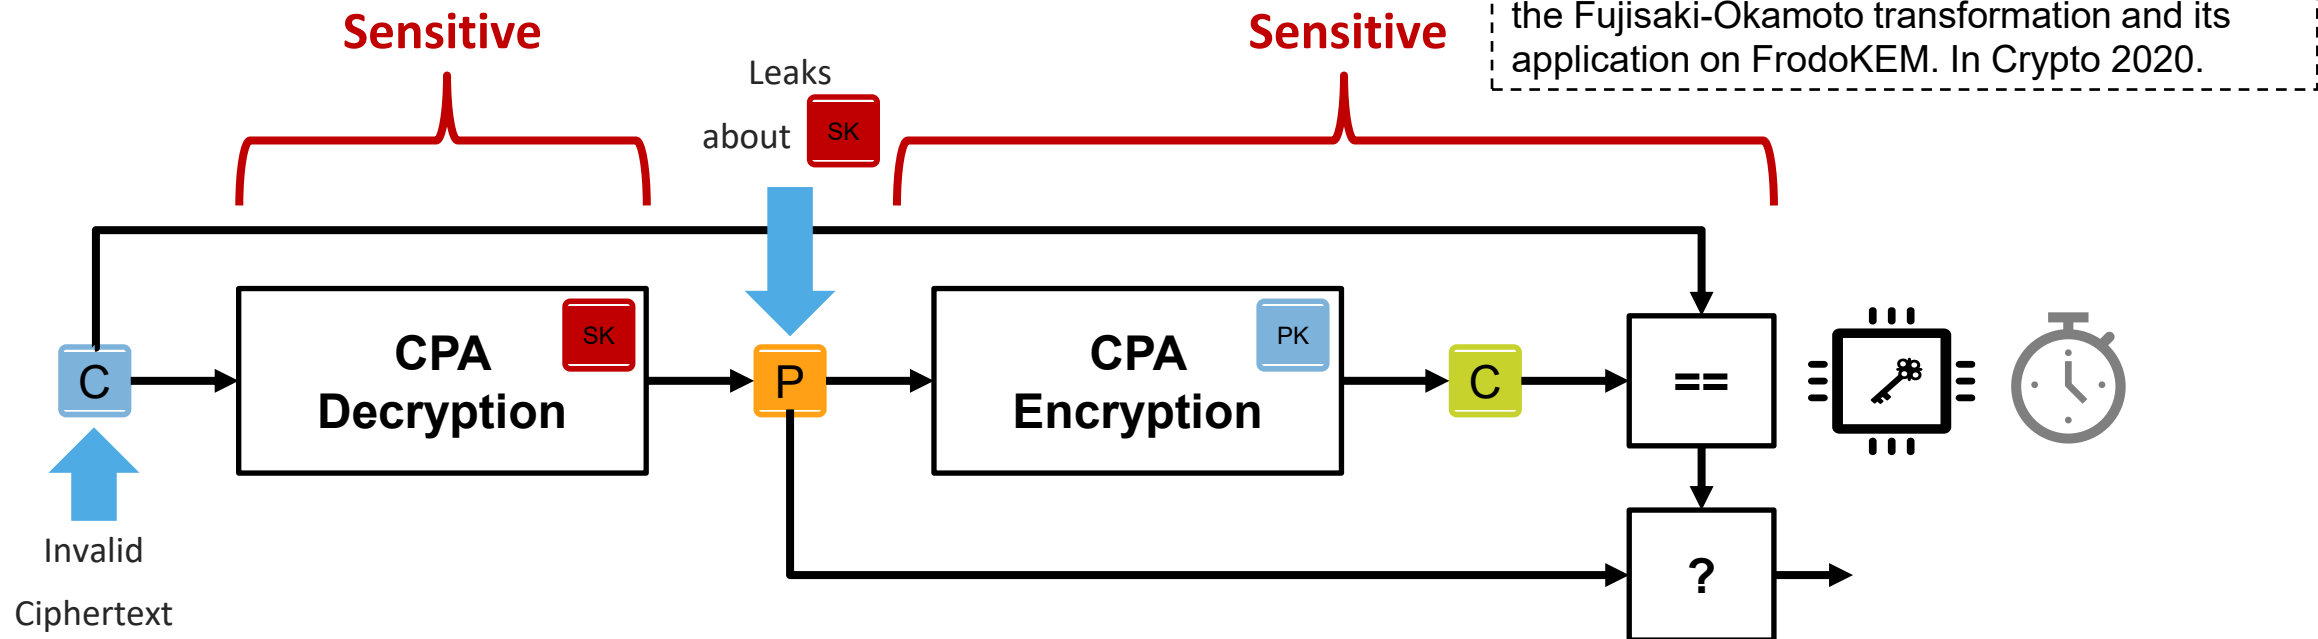 the Fujisaki-Okamoto transformation and its
application on FrodoKEM. In Crypto 2020.
Sensitive
Sensitive
Leaks
about
SK
C
CPA
Decryption
SK
P
CPA
Encryption
PK
C
==
Invalid
Ciphertext
?